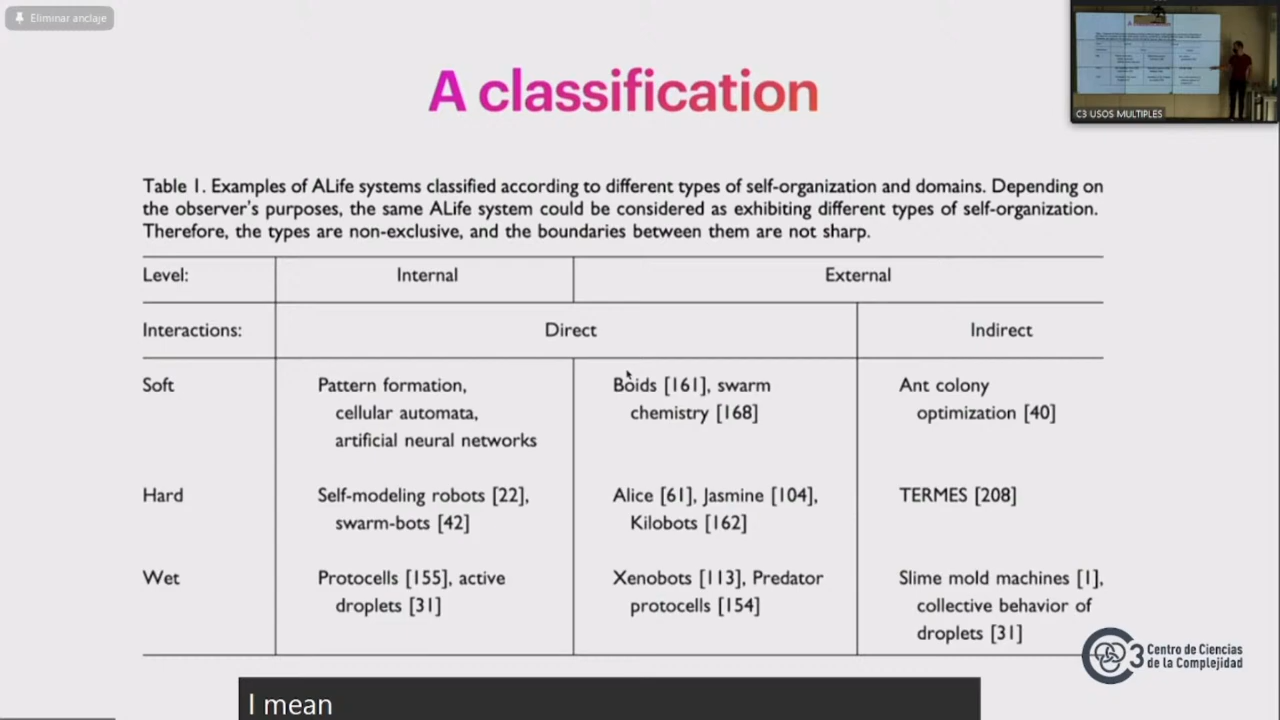 Eliminar anclaje
A classification
C3 USOS MULTIPLES
Table 1. Examples of ALife systems classified according to different types of self-organization and domains. Depending on
the observer's purposes, the same ALife system could be considered as exhibiting different types of self-organization.
Therefore, the types are non-exclusive, and the boundaries between them are not sharp.
Level: Internal External
Interactions: Direct Indirect
Soft Pattern formation, Boids [161], swarm Ant colony
cellular automata, chemistry [168] optimization [40]
artificial neural networks
Hard Self-modeling robots [22], Alice [61], Jasmine [104], TERMES [208]
swarm-bots [42] Kilobots [162]
Wet Protocells [155], active Xenobots [113], Predator Slime mold machines [1],
droplets [31] protocells [154] collective behavior of
droplets [31]
C3 Centro de Ciencias
de la Complejidad
I mean